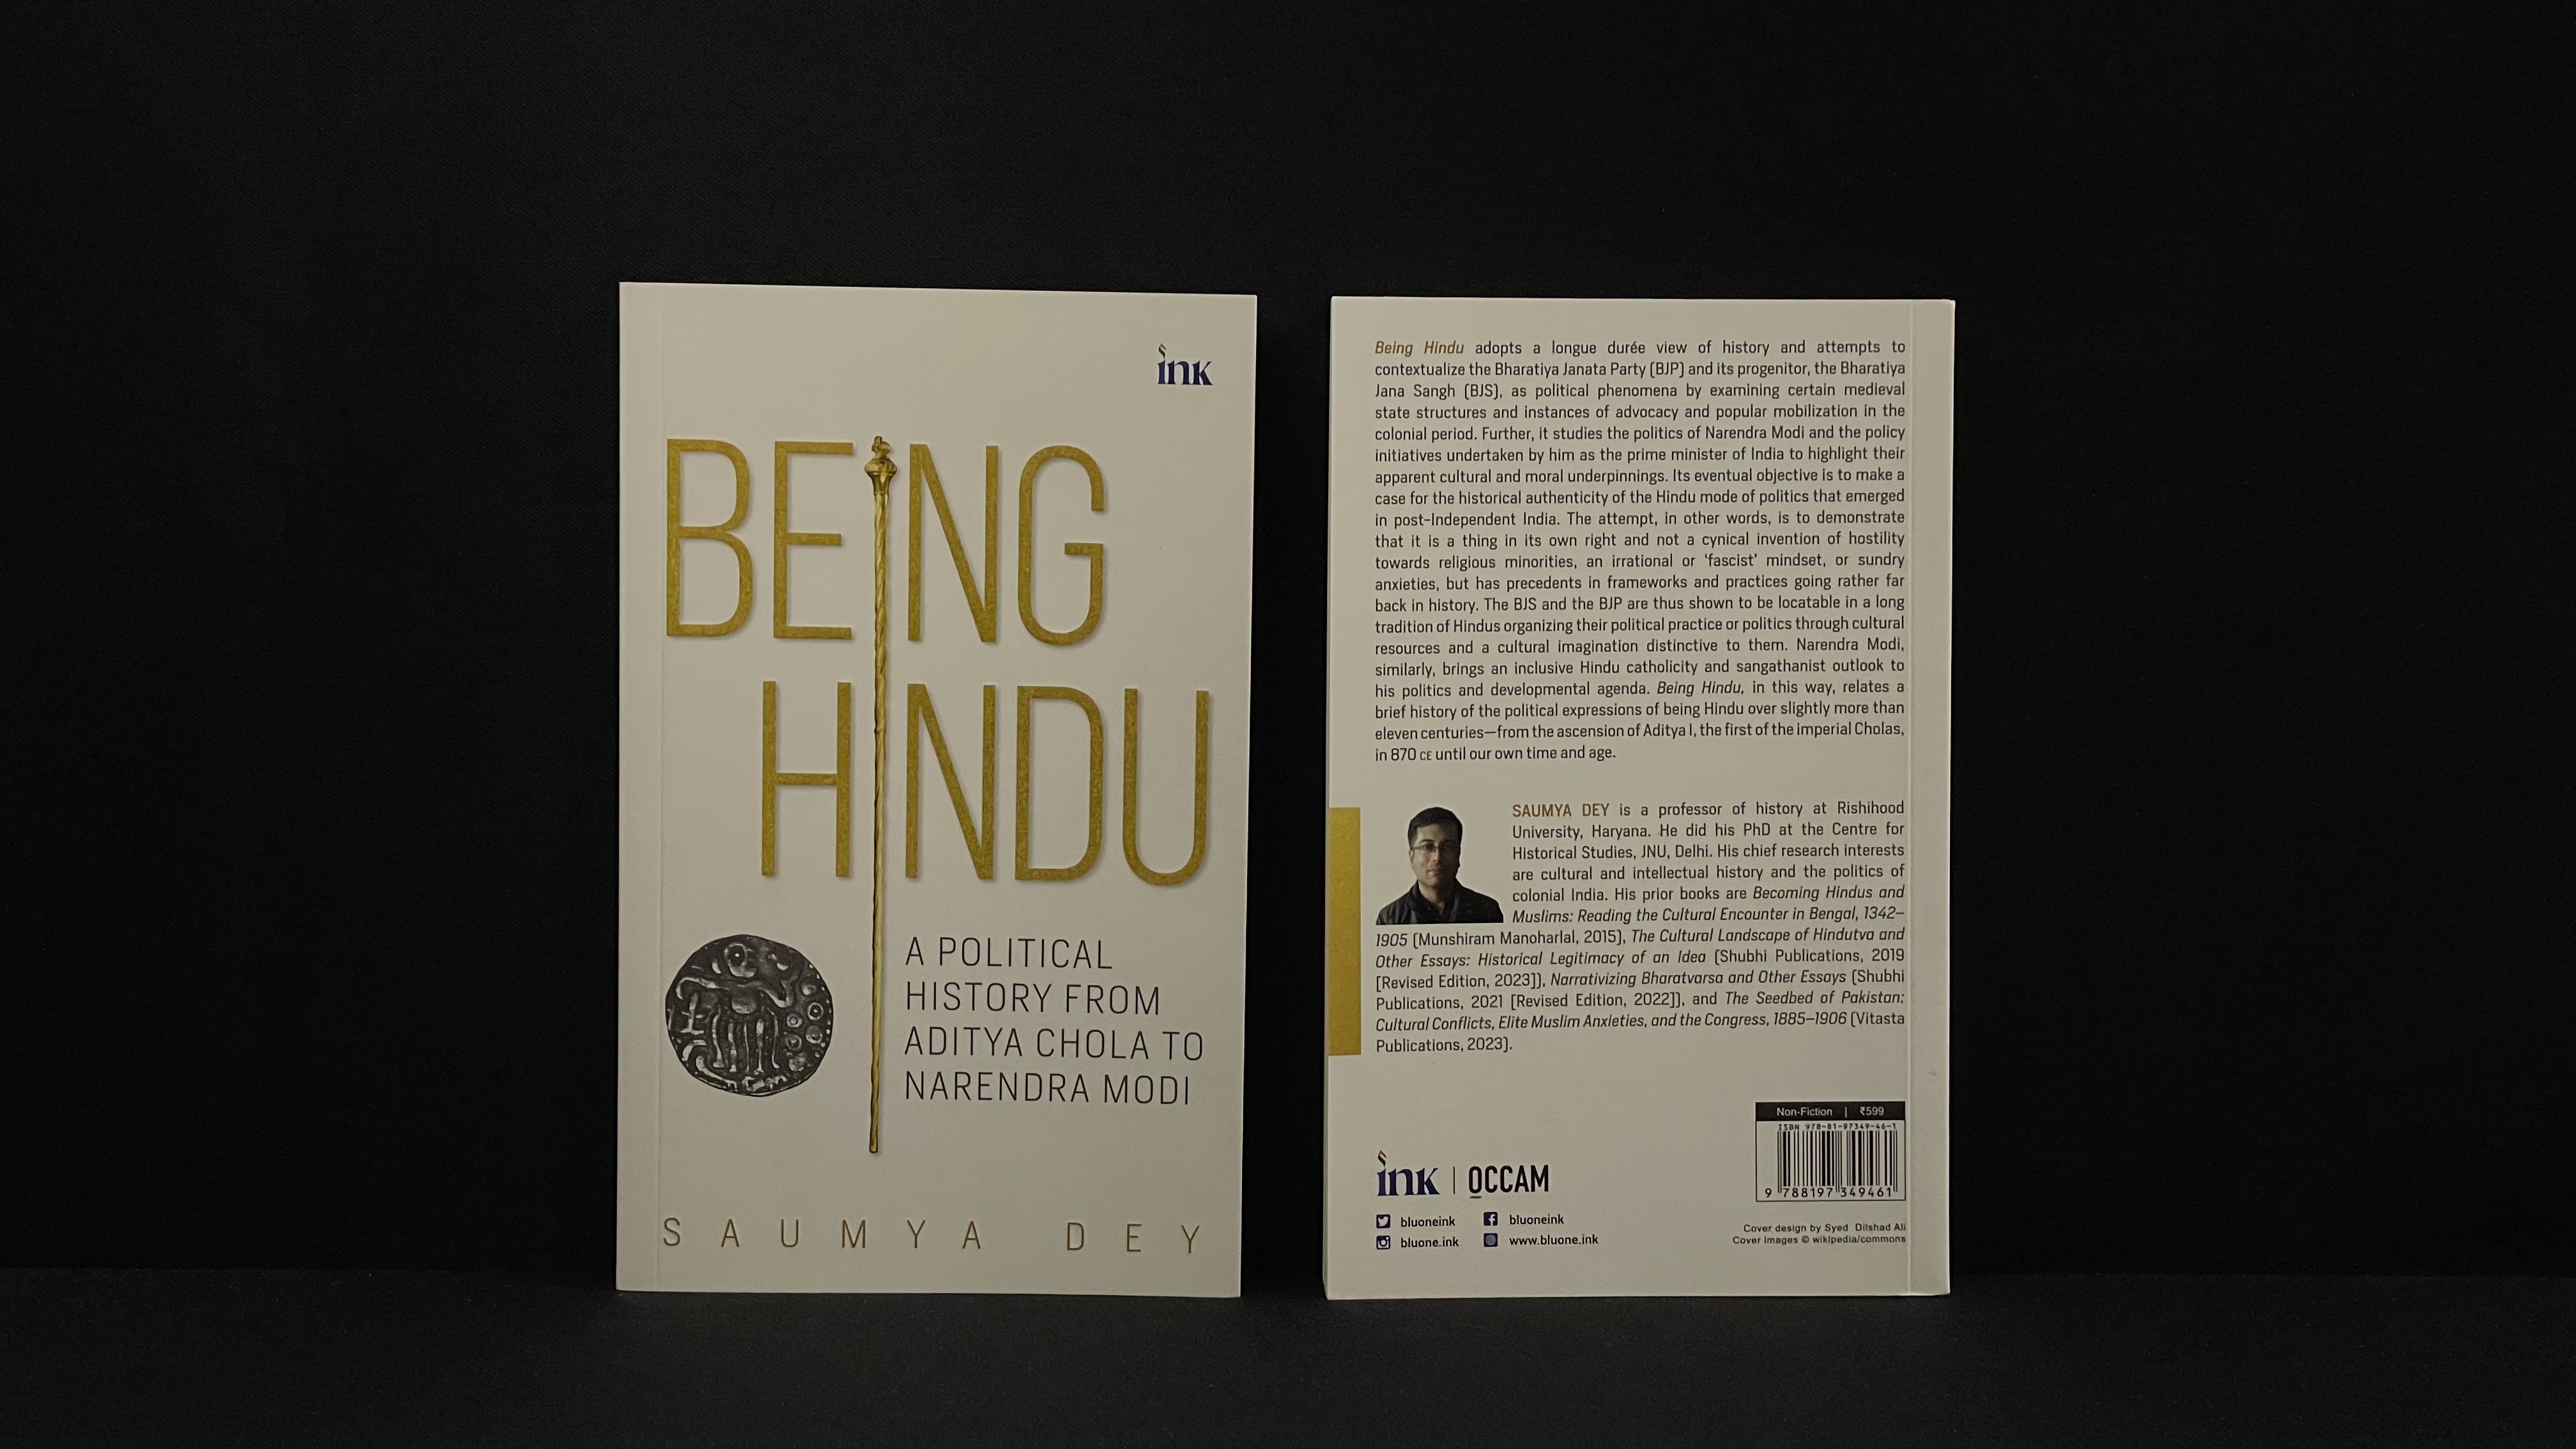 ink
BEING
HINDU
A POLITICAL
HISTORY FROM
ADITYA CHOLA TO
NARENDRA MODI
SAUMYA DEY
Being Hindu adopts a longue durée view of history and attempts to
contextualize the Bharatiya Janata Party (BJP) and its progenitor, the Bharatiya
Jana Sangh (BJS), as political phenomena by examining certain medieval
state structures and instances of advocacy and popular mobilization in the
colonial period. Further, it studies the politics of Narendra Modi and the policy
initiatives undertaken by him as the prime minister of India to highlight their
apparent cultural and moral underpinnings. Its eventual objective is to make a
case for the historical authenticity of the Hindu mode of politics that emerged
in post-Independent India. The attempt, in other words, is to demonstrate
that it is a thing in its own right and not a cynical invention of hostility
towards religious minorities, an irrational or ‘fascist’ mindset, or sundry
anxieties, but has precedents in frameworks and practices going rather far
back in history. The BJS and the BJP are thus shown to be locatable in a long
tradition of Hindus organizing their political practice or politics through cultural
resources and a cultural imagination distinctive to them. Narendra Modi,
similarly, brings an inclusive Hindu catholicity and sangathanist outlook to
his politics and developmental agenda. Being Hindu, in this way, relates a
brief history of the political expressions of being Hindu over slightly more than
eleven centuries—from the ascension of Aditya I, the first of the imperial Cholas,
in 870 CE until our own time and age.
SAUMYA DEY is a professor of history at Rishihood
University, Haryana. He did his PhD at the Centre for
Historical Studies, JNU, Delhi. His chief research interests
are cultural and intellectual history and the politics of
colonial India. His prior books are Becoming Hindus and
Muslims: Reading the Cultural Encounter in Bengal, 1342–
1905 (Munshiram Manoharlal, 2015), The Cultural Landscape of Hindutva and
Other Essays: Historical Legitimacy of an Idea (Shubhi Publications, 2019
[Revised Edition, 2023]), Narrativizing Bharatvarsa and Other Essays (Shubhi
Publications, 2021 [Revised Edition, 2022]), and The Seedbed of Pakistan:
Cultural Conflicts, Elite Muslim Anxieties, and the Congress, 1885–1906 (Vitasta
Publications, 2023).
Non-Fiction | ₹599
ISBN 978-81-97349-46-1
9 788197 349461
ink | OCCAM
bluoneink bluoneink
bluone.ink www.bluone.ink
Cover design by Syed Dilshad Ali
Cover images © wikipedia/commons